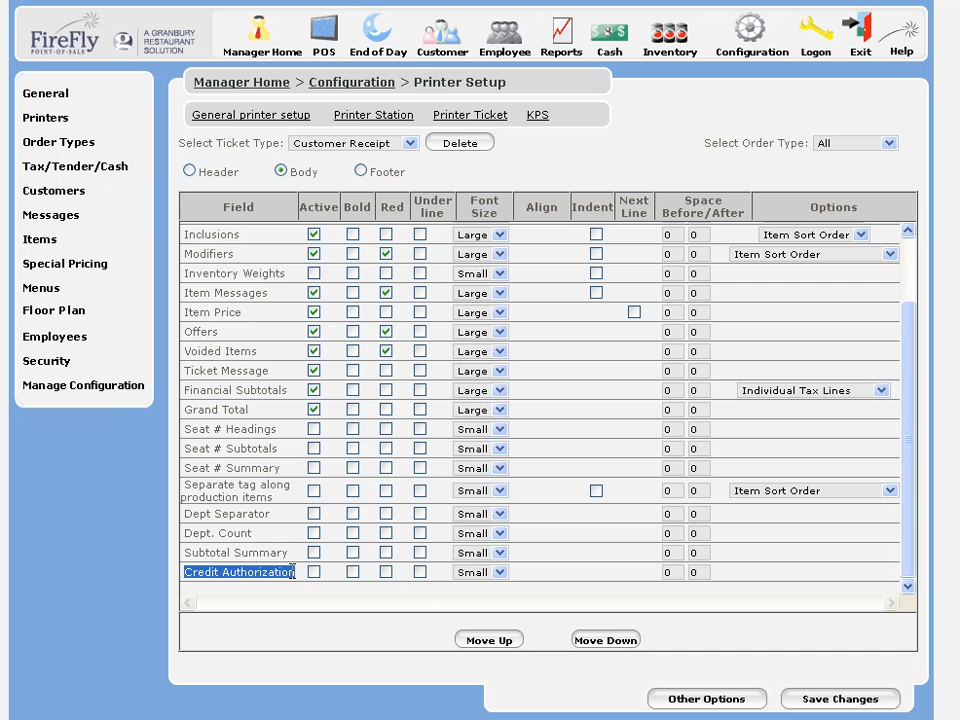 FireFly
POINT-OF-SALE
A GRANBURY
RESTAURANT
SOLUTION
Manager Home
POS
End of Day
Customer
Employee
Reports
Cash
Inventory
Configuration
Logon
Exit
Help
General
Printers
Order Types
Tax/Tender/Cash
Customers
Messages
Items
Special Pricing
Menus
Floor Plan
Employees
Security
Manage Configuration
Manager Home > Configuration > Printer Setup
General printer setup Printer Station Printer Ticket KPS
Select Ticket Type: Customer Receipt Delete Select Order Type: All
Header Body Footer
Field Active Bold Red Under line Font Size Align Indent Next Line Space Before/After Options
Inclusions Large 0 0 Item Sort Order
Modifiers Large 0 0 Item Sort Order
Inventory Weights Small 0 0
Item Messages Large 0 0
Item Price Large 0 0
Offers Large 0 0
Voided Items Large 0 0
Ticket Message Large 0 0
Financial Subtotals Large 0 0 Individual Tax Lines
Grand Total Large 0 0
Seat # Headings Small 0 0
Seat # Subtotals Small 0 0
Seat # Summary Small 0 0
Separate tag along
production items Small 0 0 Item Sort Order
Dept Separator Small 0 0
Dept. Count Small 0 0
Subtotal Summary Small 0 0
Credit Authorization Small 0 0
Move Up Move Down
Other Options Save Changes